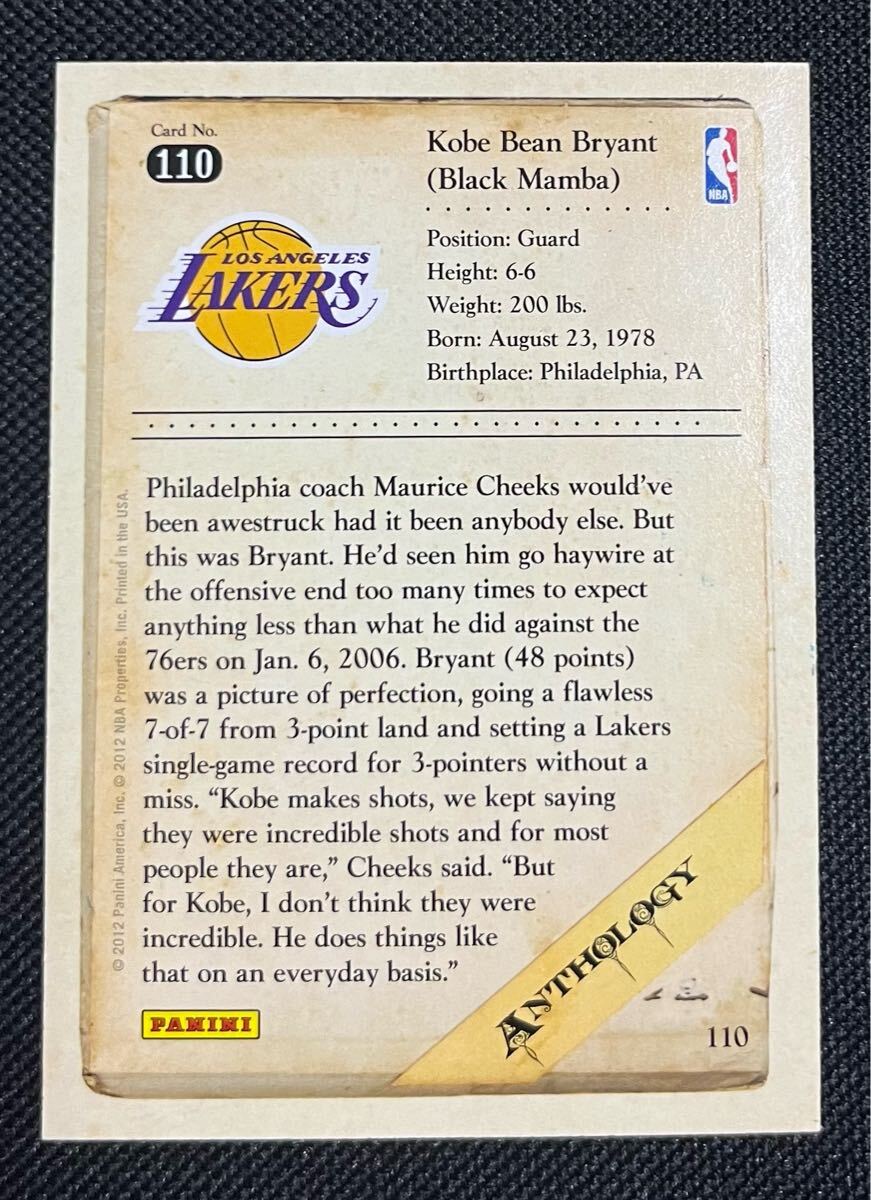 Card No.
110
Kobe Bean Bryant
(Black Mamba)
NBA
LOS ANGELES
LAKERS
Position: Guard
Height: 6-6
Weight: 200 lbs.
Born: August 23, 1978
Birthplace: Philadelphia, PA
Philadelphia coach Maurice Cheeks would've
been awestruck had it been anybody else. But
this was Bryant. He'd seen him go haywire at
the offensive end too many times to expect
anything less than what he did against the
76ers on Jan. 6, 2006. Bryant (48 points)
was a picture of perfection, going a flawless
7-of-7 from 3-point land and setting a Lakers
single-game record for 3-pointers without a
miss. “Kobe makes shots, we kept saying
they were incredible shots and for most
people they are,” Cheeks said. “But
for Kobe, I don't think they were
incredible. He does things like
that on an everyday basis.”
© 2012 Panini America, Inc. © 2012 NBA Properties, Inc. Printed in the USA.
PANINI
ANTHOLOGY
110